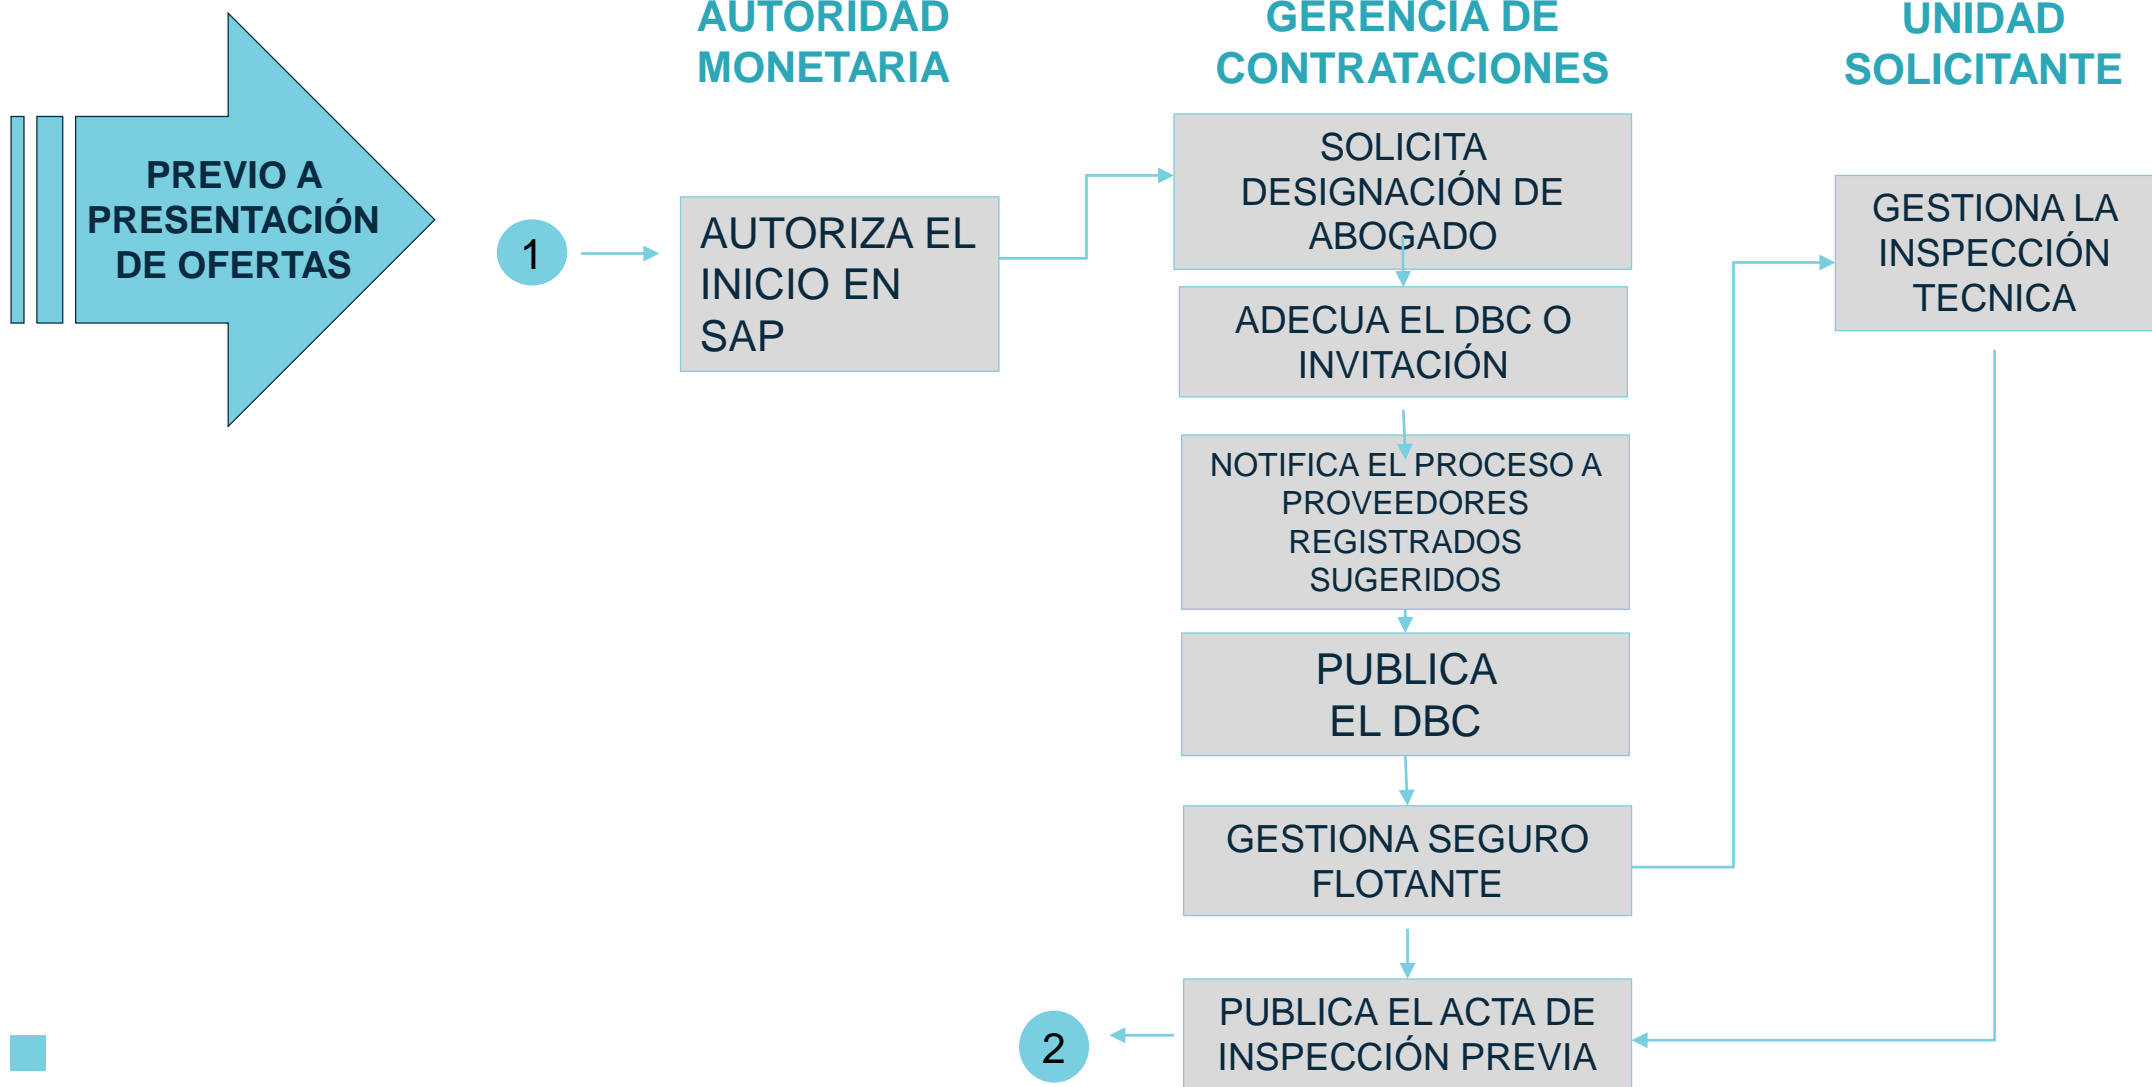 AUTORIDAD
MONETARIA
GERENCIA DE
CONTRATACIONES
UNIDAD
SOLICITANTE
PREVIO A
PRESENTACIÓN
DE OFERTAS
1
AUTORIZA EL
INICIO EN
SAP
SOLICITA
DESIGNACIÓN DE
ABOGADO
ADECUA EL DBC O
INVITACIÓN
NOTIFICA EL PROCESO A
PROVEEDORES
REGISTRADOS
SUGERIDOS
PUBLICA
EL DBC
GESTIONA SEGURO
FLOTANTE
PUBLICA EL ACTA DE
INSPECCIÓN PREVIA
GESTIONA LA
INSPECCIÓN
TECNICA
2